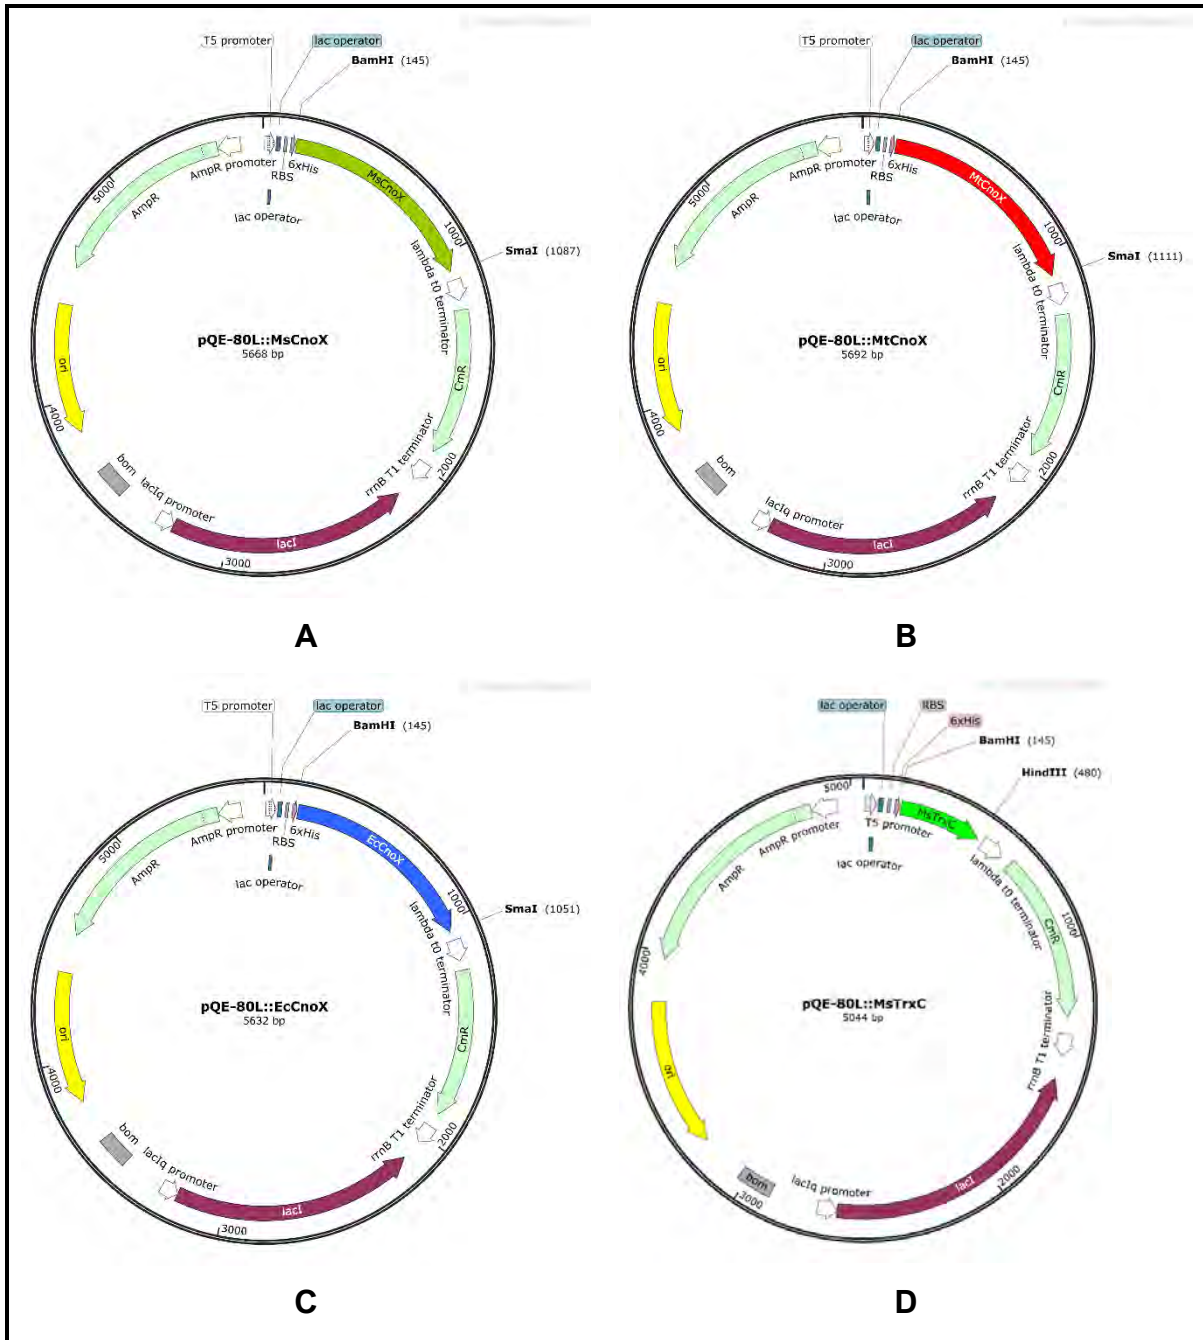 T5 promoter
lac operator
BamHI (145)
AmpR promoter
RBS
6xHis
lac operator
MsCnoX
1000
SmaI (1087)
lambda t0 terminator
CmR
2000
rrnB T1 terminator
lacI
3000
lacIq promoter
bom
4000
ori
AmpR
5000
pQE-80L::MsCnoX
5668 bp
A
T5 promoter
lac operator
BamHI (145)
AmpR promoter
RBS
6xHis
lac operator
MtCnoX
1000
SmaI (1111)
lambda t0 terminator
CmR
2000
rrnB T1 terminator
lacI
3000
lacIq promoter
bom
4000
ori
AmpR
5000
pQE-80L::MtCnoX
5692 bp
B
T5 promoter
lac operator
BamHI (145)
AmpR promoter
RBS
6xHis
lac operator
EcCnoX
1000
SmaI (1051)
lambda t0 terminator
CmR
2000
rrnB T1 terminator
lacI
3000
lacIq promoter
bom
4000
ori
AmpR
5000
pQE-80L::EcCnoX
5632 bp
C
lac operator
RBS
6xHis
BamHI (145)
HindIII (480)
5000
AmpR promoter
T5 promoter
lac operator
MsTrxC
lambda t0 terminator
CmR
1000
rrnB T1 terminator
lacI
2000
lacIq promoter
bom
3000
ori
4000
AmpR
pQE-80L::MsTrxC
5044 bp
D